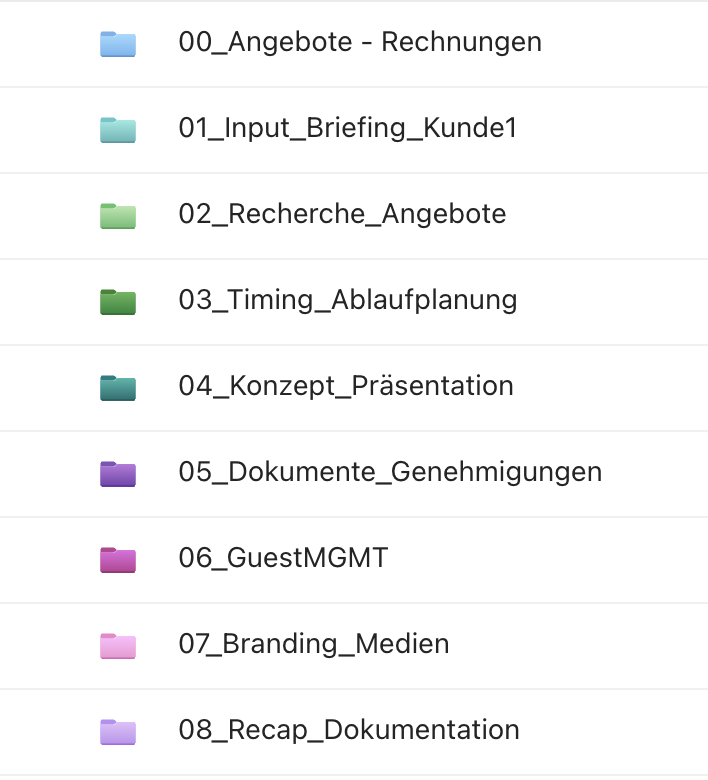 00_Angebote - Rechnungen
01_Input_Briefing_Kunde1
02_Recherche_Angebote
03_Timing_Ablaufplanung
04_Konzept_Präsentation
05_Dokumente_Genehmigungen
06_GuestMGMT
07_Branding_Medien
08_Recap_Dokumentation